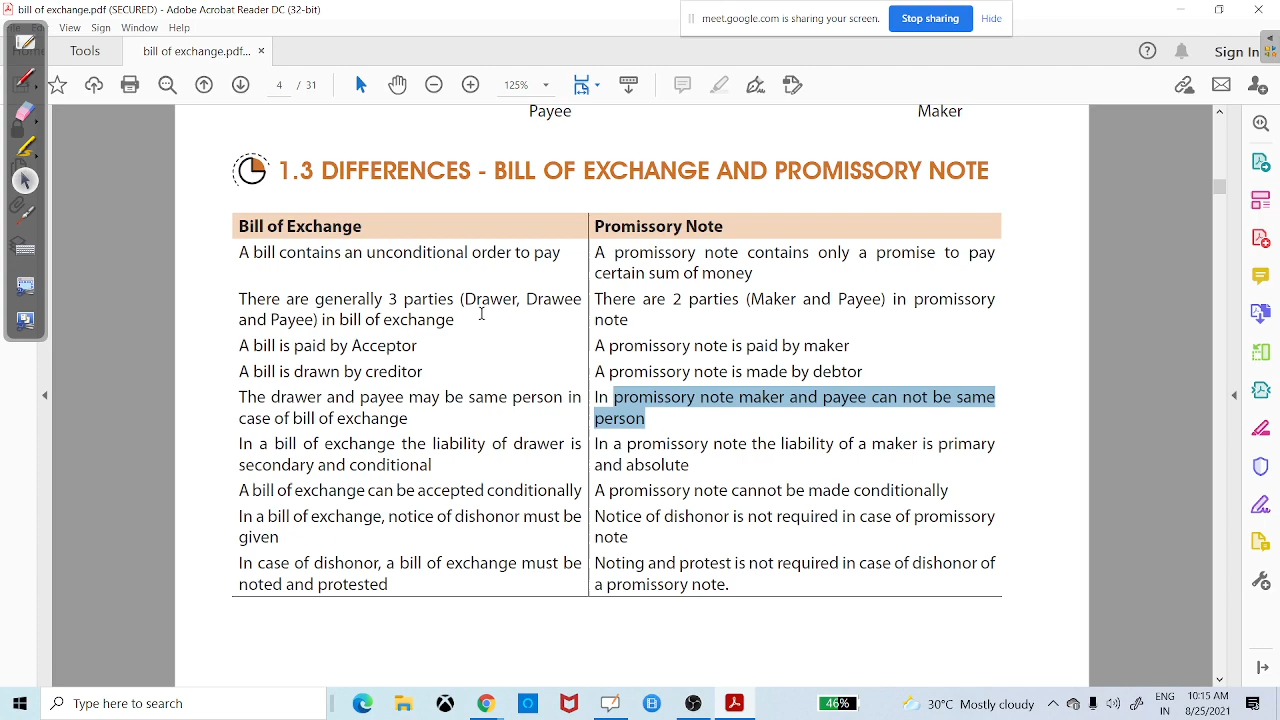 bill of exchange.pdf (SECURED) - Adobe Acrobat Reader DC (32-bit)
meet.google.com is sharing your screen. Stop sharing Hide
View Sign Window Help
Tools bill of exchange.pdf... × Sign In
4 / 31 125%
Payee Maker
1.3 DIFFERENCES - BILL OF EXCHANGE AND PROMISSORY NOTE
Bill of Exchange Promissory Note
A bill contains an unconditional order to pay A promissory note contains only a promise to pay
certain sum of money
There are generally 3 parties (Drawer, Drawee There are 2 parties (Maker and Payee) in promissory
and Payee) in bill of exchange note
A bill is paid by Acceptor A promissory note is paid by maker
A bill is drawn by creditor A promissory note is made by debtor
The drawer and payee may be same person in In promissory note maker and payee can not be same
case of bill of exchange person
In a bill of exchange the liability of drawer is In a promissory note the liability of a maker is primary
secondary and conditional and absolute
A bill of exchange can be accepted conditionally A promissory note cannot be made conditionally
In a bill of exchange, notice of dishonor must be Notice of dishonor is not required in case of promissory
given note
In case of dishonor, a bill of exchange must be Noting and protest is not required in case of dishonor of
noted and protested a promissory note.
Type here to search 46% 30°C Mostly cloudy ENG 10:15 AM
IN 8/25/2021